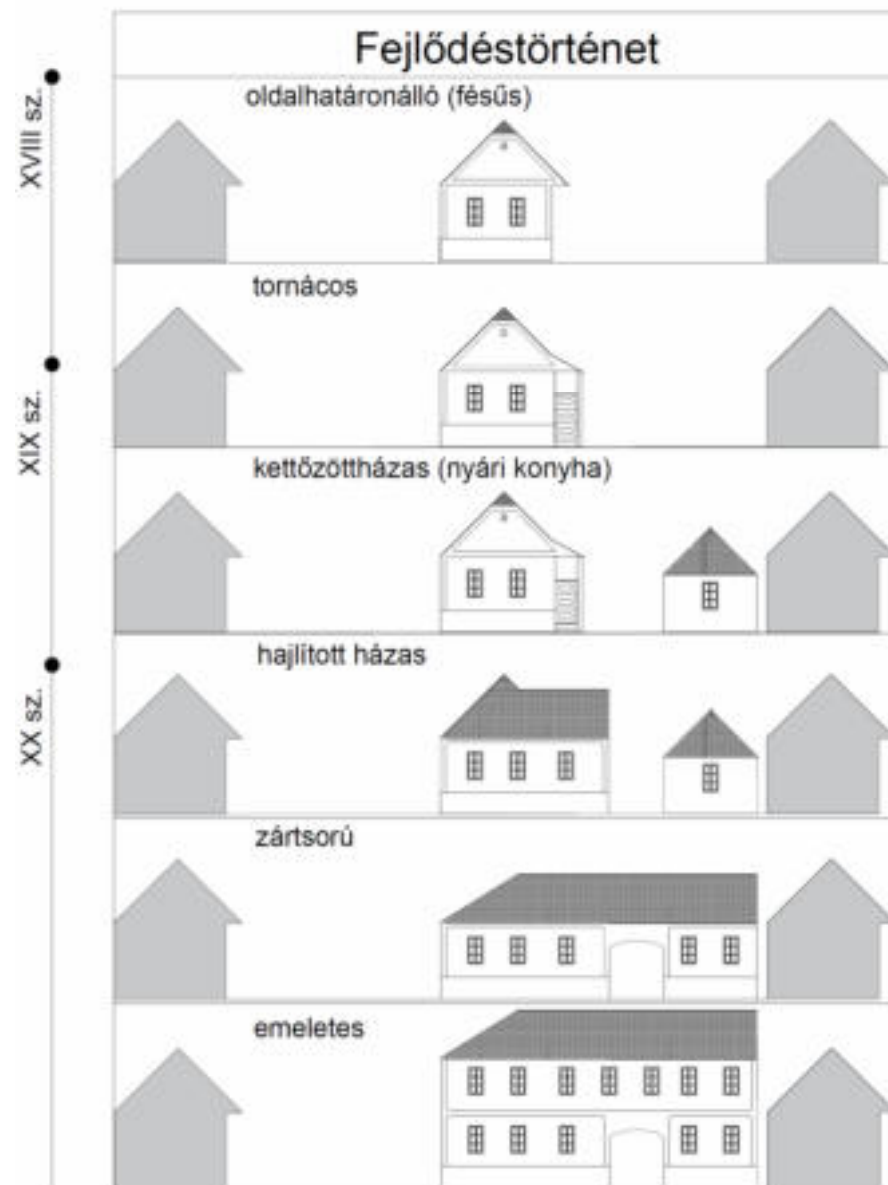 Fejlődéstörténet
oldalhatáronálló (fésűs)
XVIII sz.
tornácos
XIX sz.
kettőzöttházas (nyári konyha)
hajlított házas
XX sz.
zártsorú
emeletes